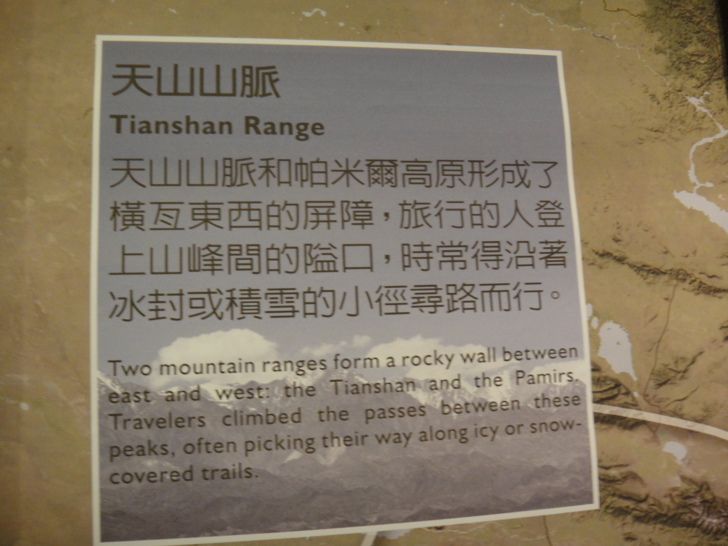 天山山脈
Tianshan Range
天山山脈和帕米爾高原形成了
橫亙東西的屏障，旅行的人登
上山峰間的隘口，時常得沿著
冰封或積雪的小徑尋路而行。
Two mountain ranges form a rocky wall between
east and west: the Tianshan and the Pamirs.
Travelers climbed the passes between these
peaks, often picking their way along icy or snow-
covered trails.